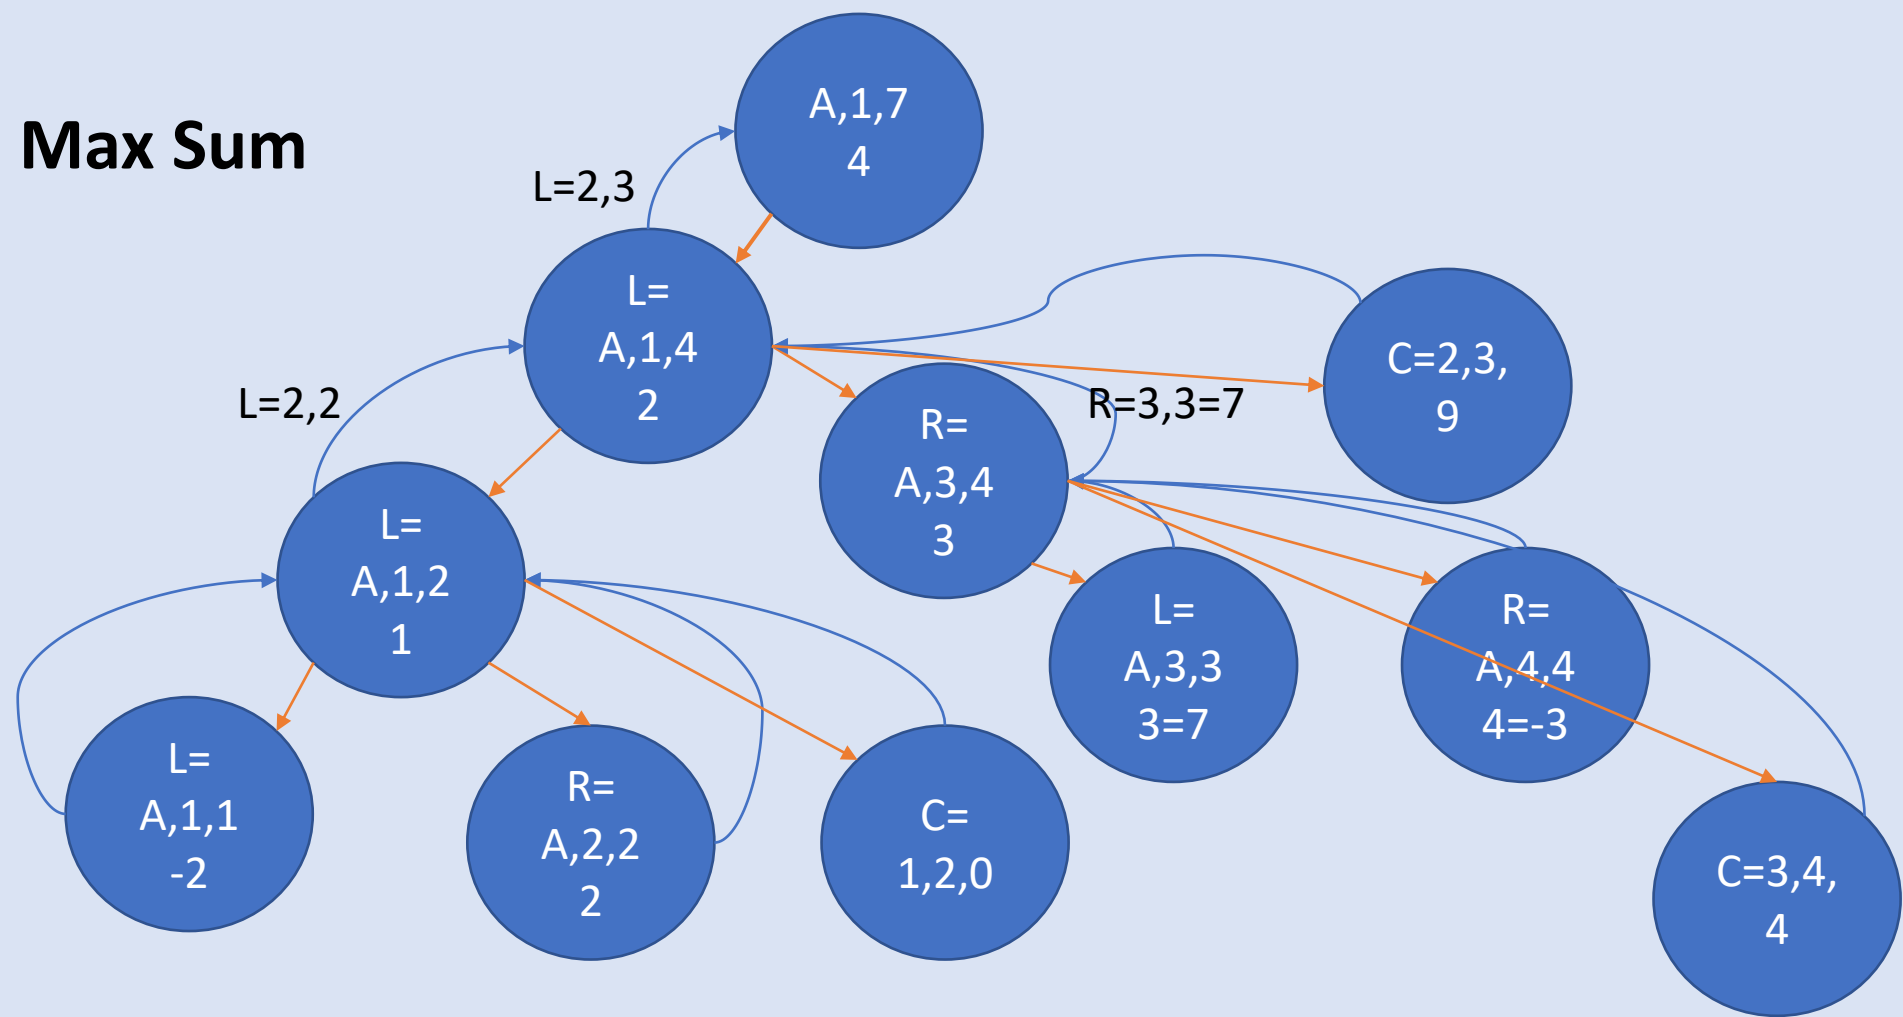 Max Sum
A,1,7
4
L=2,3
L=
A,1,4
2
C=2,3,
9
L=2,2
R=3,3=7
R=
A,3,4
3
L=
A,1,2
1
L=
A,3,3
3=7
R=
A,4,4
4=-3
L=
A,1,1
-2
R=
A,2,2
2
C=
1,2,0
C=3,4,
4